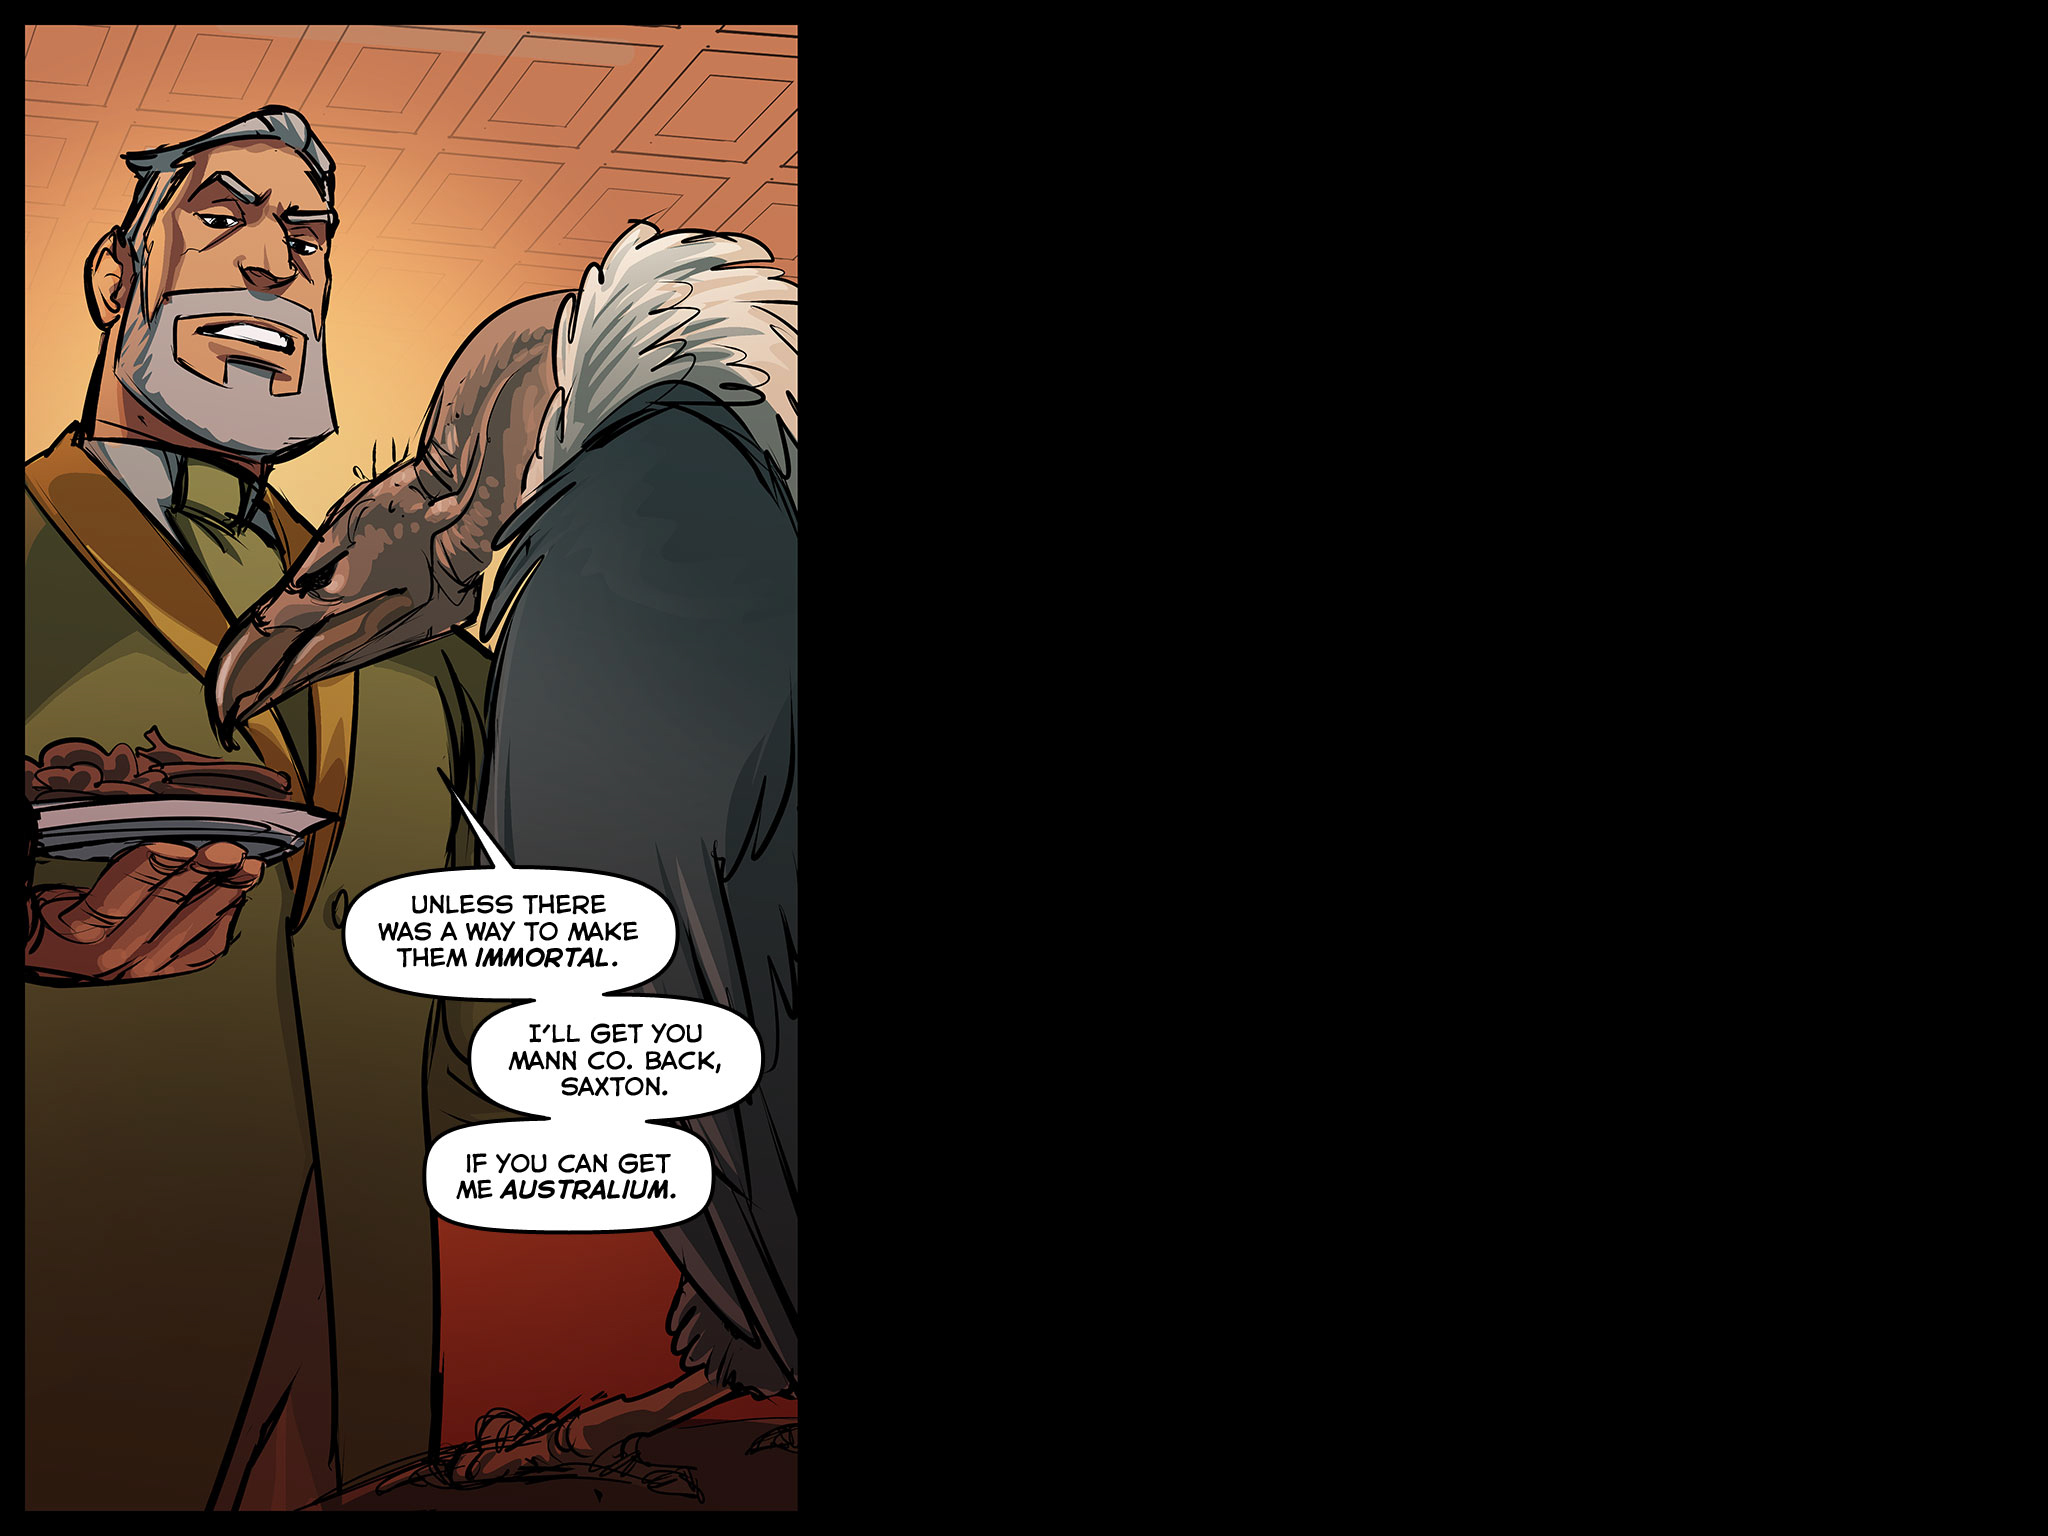 UNLESS THERE
WAS A WAY TO MAKE
THEM IMMORTAL.
I'LL GET YOU
MANN CO. BACK,
SAXTON.
IF YOU CAN GET
ME AUSTRALIUM.